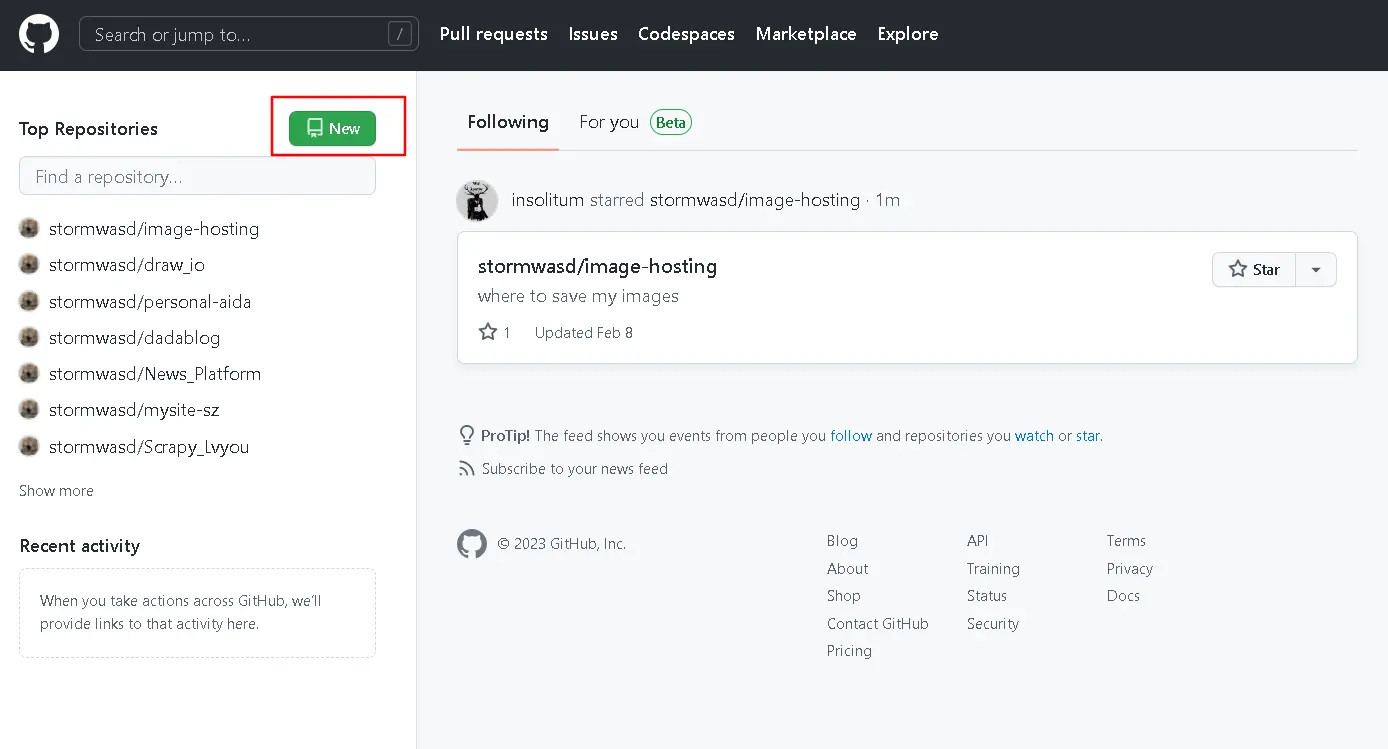 Search or jump to... /
Pull requests Issues Codespaces Marketplace Explore
Top Repositories
New
Find a repository...
stormwasd/image-hosting
stormwasd/draw_io
stormwasd/personal-aida
stormwasd/dadablog
stormwasd/News_Platform
stormwasd/mysite-sz
stormwasd/Scrapy_Lvyou
Show more
Recent activity
When you take actions across GitHub, we'll
provide links to that activity here.
Following For you Beta
insolitum starred stormwasd/image-hosting · 1m
stormwasd/image-hosting
Star
where to save my images
1 Updated Feb 8
ProTip! The feed shows you events from people you follow and repositories you watch or star.
Subscribe to your news feed
© 2023 GitHub, Inc.
Blog
About
Shop
Contact GitHub
Pricing
API
Training
Status
Security
Terms
Privacy
Docs